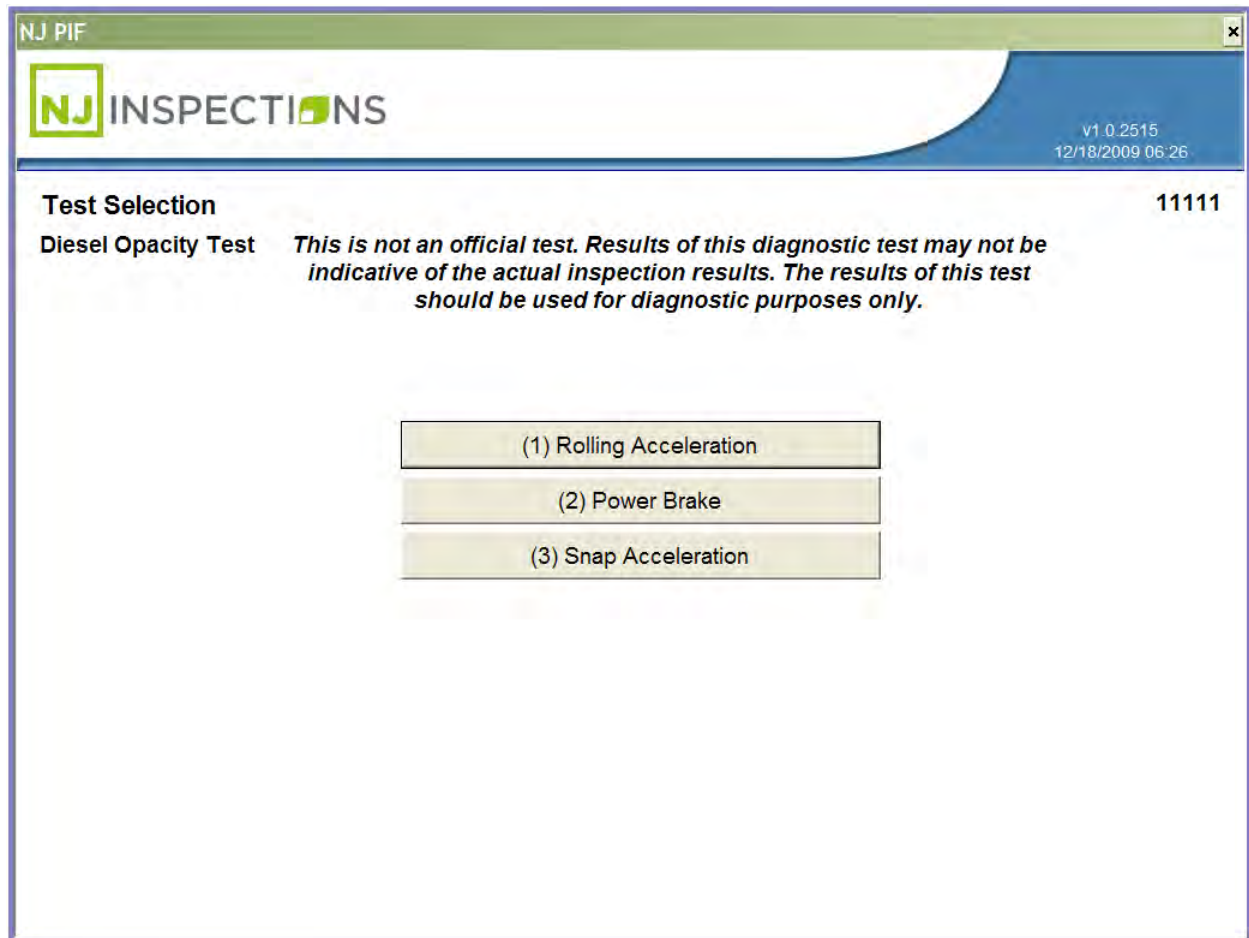 NJ PIF
NJ INSPECTIONS
v1.0.2515
12/18/2009 06:26
Test Selection
11111
Diesel Opacity Test
This is not an official test. Results of this diagnostic test may not be
indicative of the actual inspection results. The results of this test
should be used for diagnostic purposes only.
(1) Rolling Acceleration
(2) Power Brake
(3) Snap Acceleration